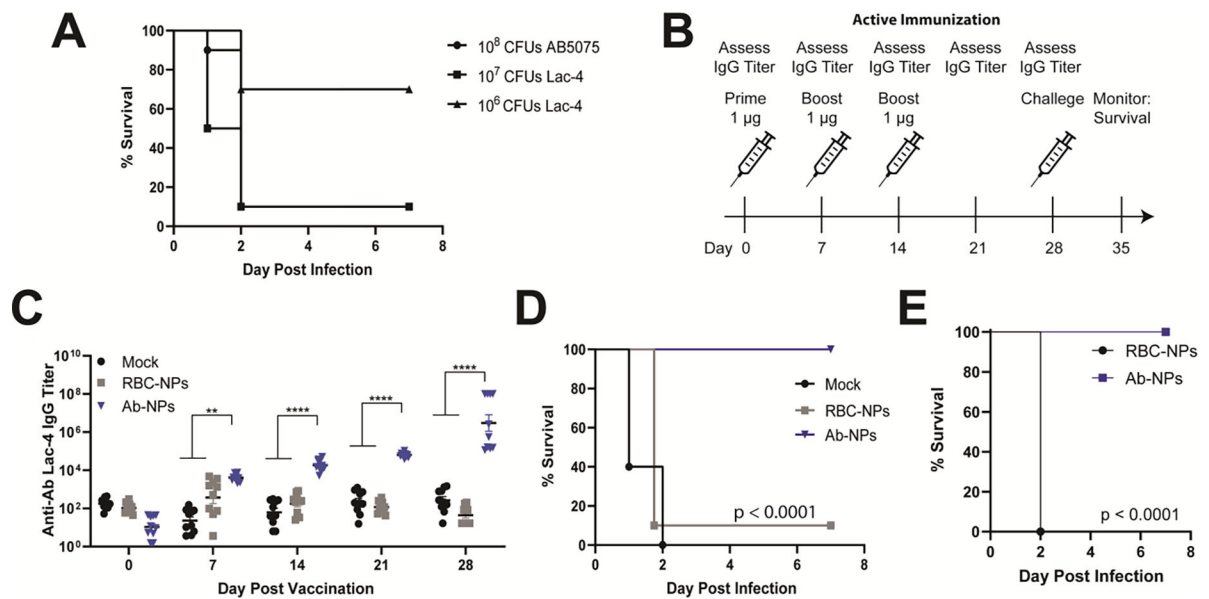 A
100
80
60
40
20
0
% Survival
0 2 4 6 8
Day Post Infection
10⁸ CFUs AB5075
10⁷ CFUs Lac-4
10⁶ CFUs Lac-4
B
Active Immunization
Assess Assess Assess Assess Assess
IgG Titer IgG Titer IgG Titer IgG Titer IgG Titer
Prime Boost Boost Challege Monitor:
1 µg 1 µg 1 µg Survival
Day 0 7 14 21 28 35
C
10¹⁰
10⁸
10⁶
10⁴
10²
10⁰
Anti-Ab Lac-4 IgG Titer
Mock
RBC-NPs
Ab-NPs
** **** **** ****
0 7 14 21 28
Day Post Vaccination
D
100
80
60
40
20
0
% Survival
Mock
RBC-NPs
Ab-NPs
p < 0.0001
0 2 4 6 8
Day Post Infection
E
100
80
60
40
20
0
% Survival
RBC-NPs
Ab-NPs
p < 0.0001
0 2 4 6 8
Day Post Infection